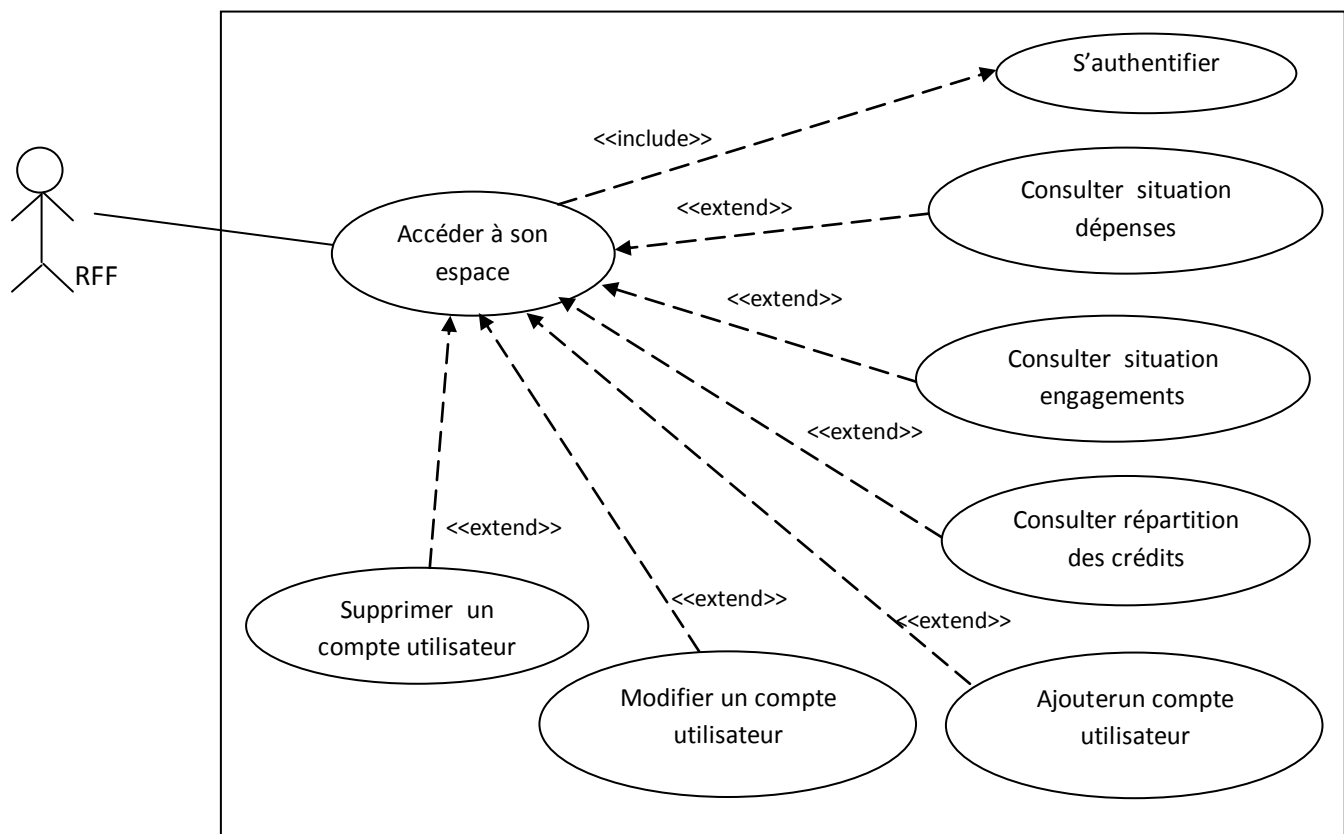 S’authentifier
<<include>>
Consulter situation
dépenses
<<extend>>
Accéder à son
espace
RFF
<<extend>>
Consulter situation
engagements
<<extend>>
Consulter répartition
des crédits
<<extend>>
Supprimer un
compte utilisateur
<<extend>>
<<extend>>
Modifier un compte
utilisateur
Ajouterun compte
utilisateur